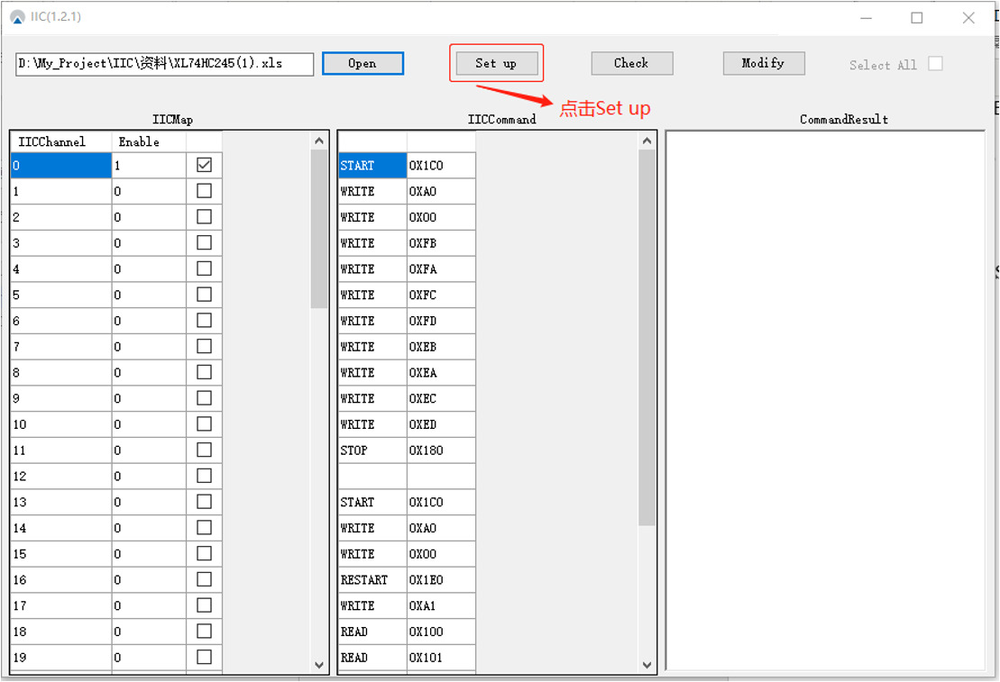 IIC(1.2.1)
D:\My_Project\IIC\资料\XL74HC245(1).xls Open Set up Check Modify Select All
点击Set up
IICMap IICCommand CommandResult
IICChannel Enable
0 1 START 0X1C0
1 0 WRITE 0XA0
2 0 WRITE 0X00
3 0 WRITE 0XFB
4 0 WRITE 0XFA
5 0 WRITE 0XFC
6 0 WRITE 0XFD
7 0 WRITE 0XEB
8 0 WRITE 0XEA
9 0 WRITE 0XEC
10 0 WRITE 0XED
11 0 STOP 0X180
12 0
13 0 START 0X1C0
14 0 WRITE 0XA0
15 0 WRITE 0X00
16 0 RESTART 0X1E0
17 0 WRITE 0XA1
18 0 READ 0X100
19 0 READ 0X101